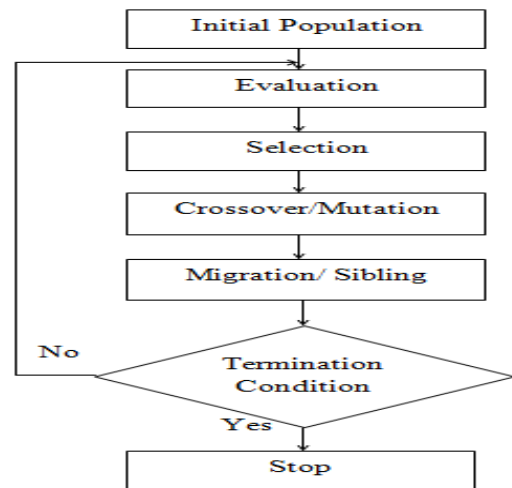 Initial Population
Evaluation
Selection
Crossover/Mutation
Migration/ Sibling
No
Termination
Condition
Yes
Stop